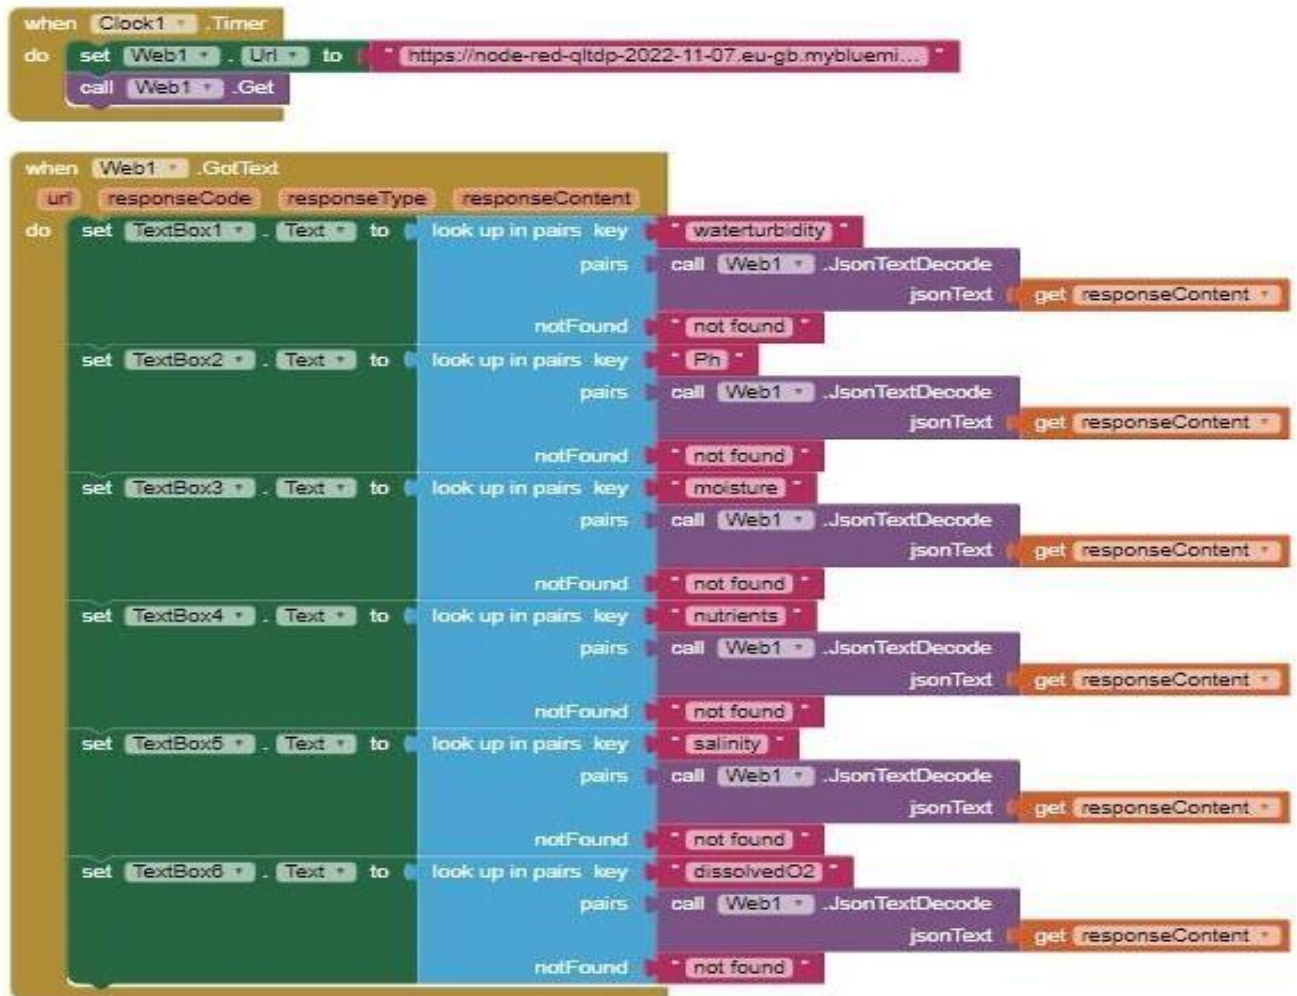 when Clock1 .Timer
do set Web1 . Url to " https://node-red-qltdp-2022-11-07.eu-gb.mybluemi... "
call Web1 .Get
when Web1 .GotText
url responseCode responseType responseContent
do set TextBox1 . Text to look up in pairs key " waterturbidity "
pairs call Web1 .JsonTextDecode
jsonText get responseContent
notFound " not found "
set TextBox2 . Text to look up in pairs key " Ph "
pairs call Web1 .JsonTextDecode
jsonText get responseContent
notFound " not found "
set TextBox3 . Text to look up in pairs key " moisture "
pairs call Web1 .JsonTextDecode
jsonText get responseContent
notFound " not found "
set TextBox4 . Text to look up in pairs key " nutrients "
pairs call Web1 .JsonTextDecode
jsonText get responseContent
notFound " not found "
set TextBox5 . Text to look up in pairs key " salinity "
pairs call Web1 .JsonTextDecode
jsonText get responseContent
notFound " not found "
set TextBox6 . Text to look up in pairs key " dissolvedO2 "
pairs call Web1 .JsonTextDecode
jsonText get responseContent
notFound " not found "